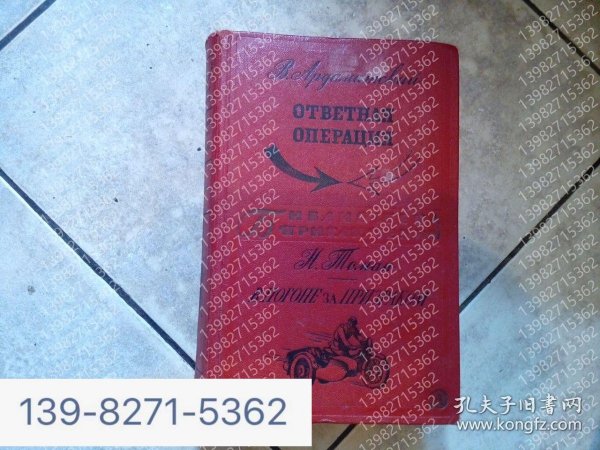 В. Ардаматский
ОТВЕТНАЯ
ОПЕРАЦИЯ
Н. Томан
В ПОГОНЕ ЗА ПРИЗРАКОМ
139-8271-5362
孔夫子旧书网
www.kongfz.com
13982715362